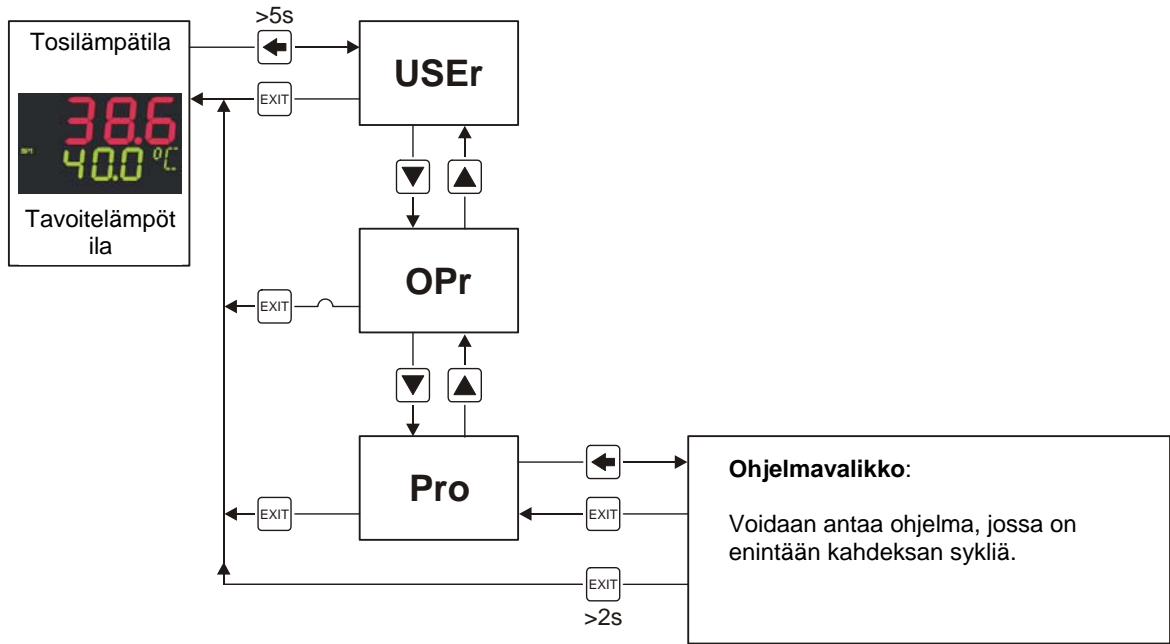 >5s
Tosilämpätila
USEr
EXIT
38.6
40.0 °C
Tavoitelämpöt
ila
OPr
EXIT
Pro
EXIT
EXIT
Ohjelmavalikko:
Voidaan antaa ohjelma, jossa on
enintään kahdeksan sykliä.
EXIT
>2s